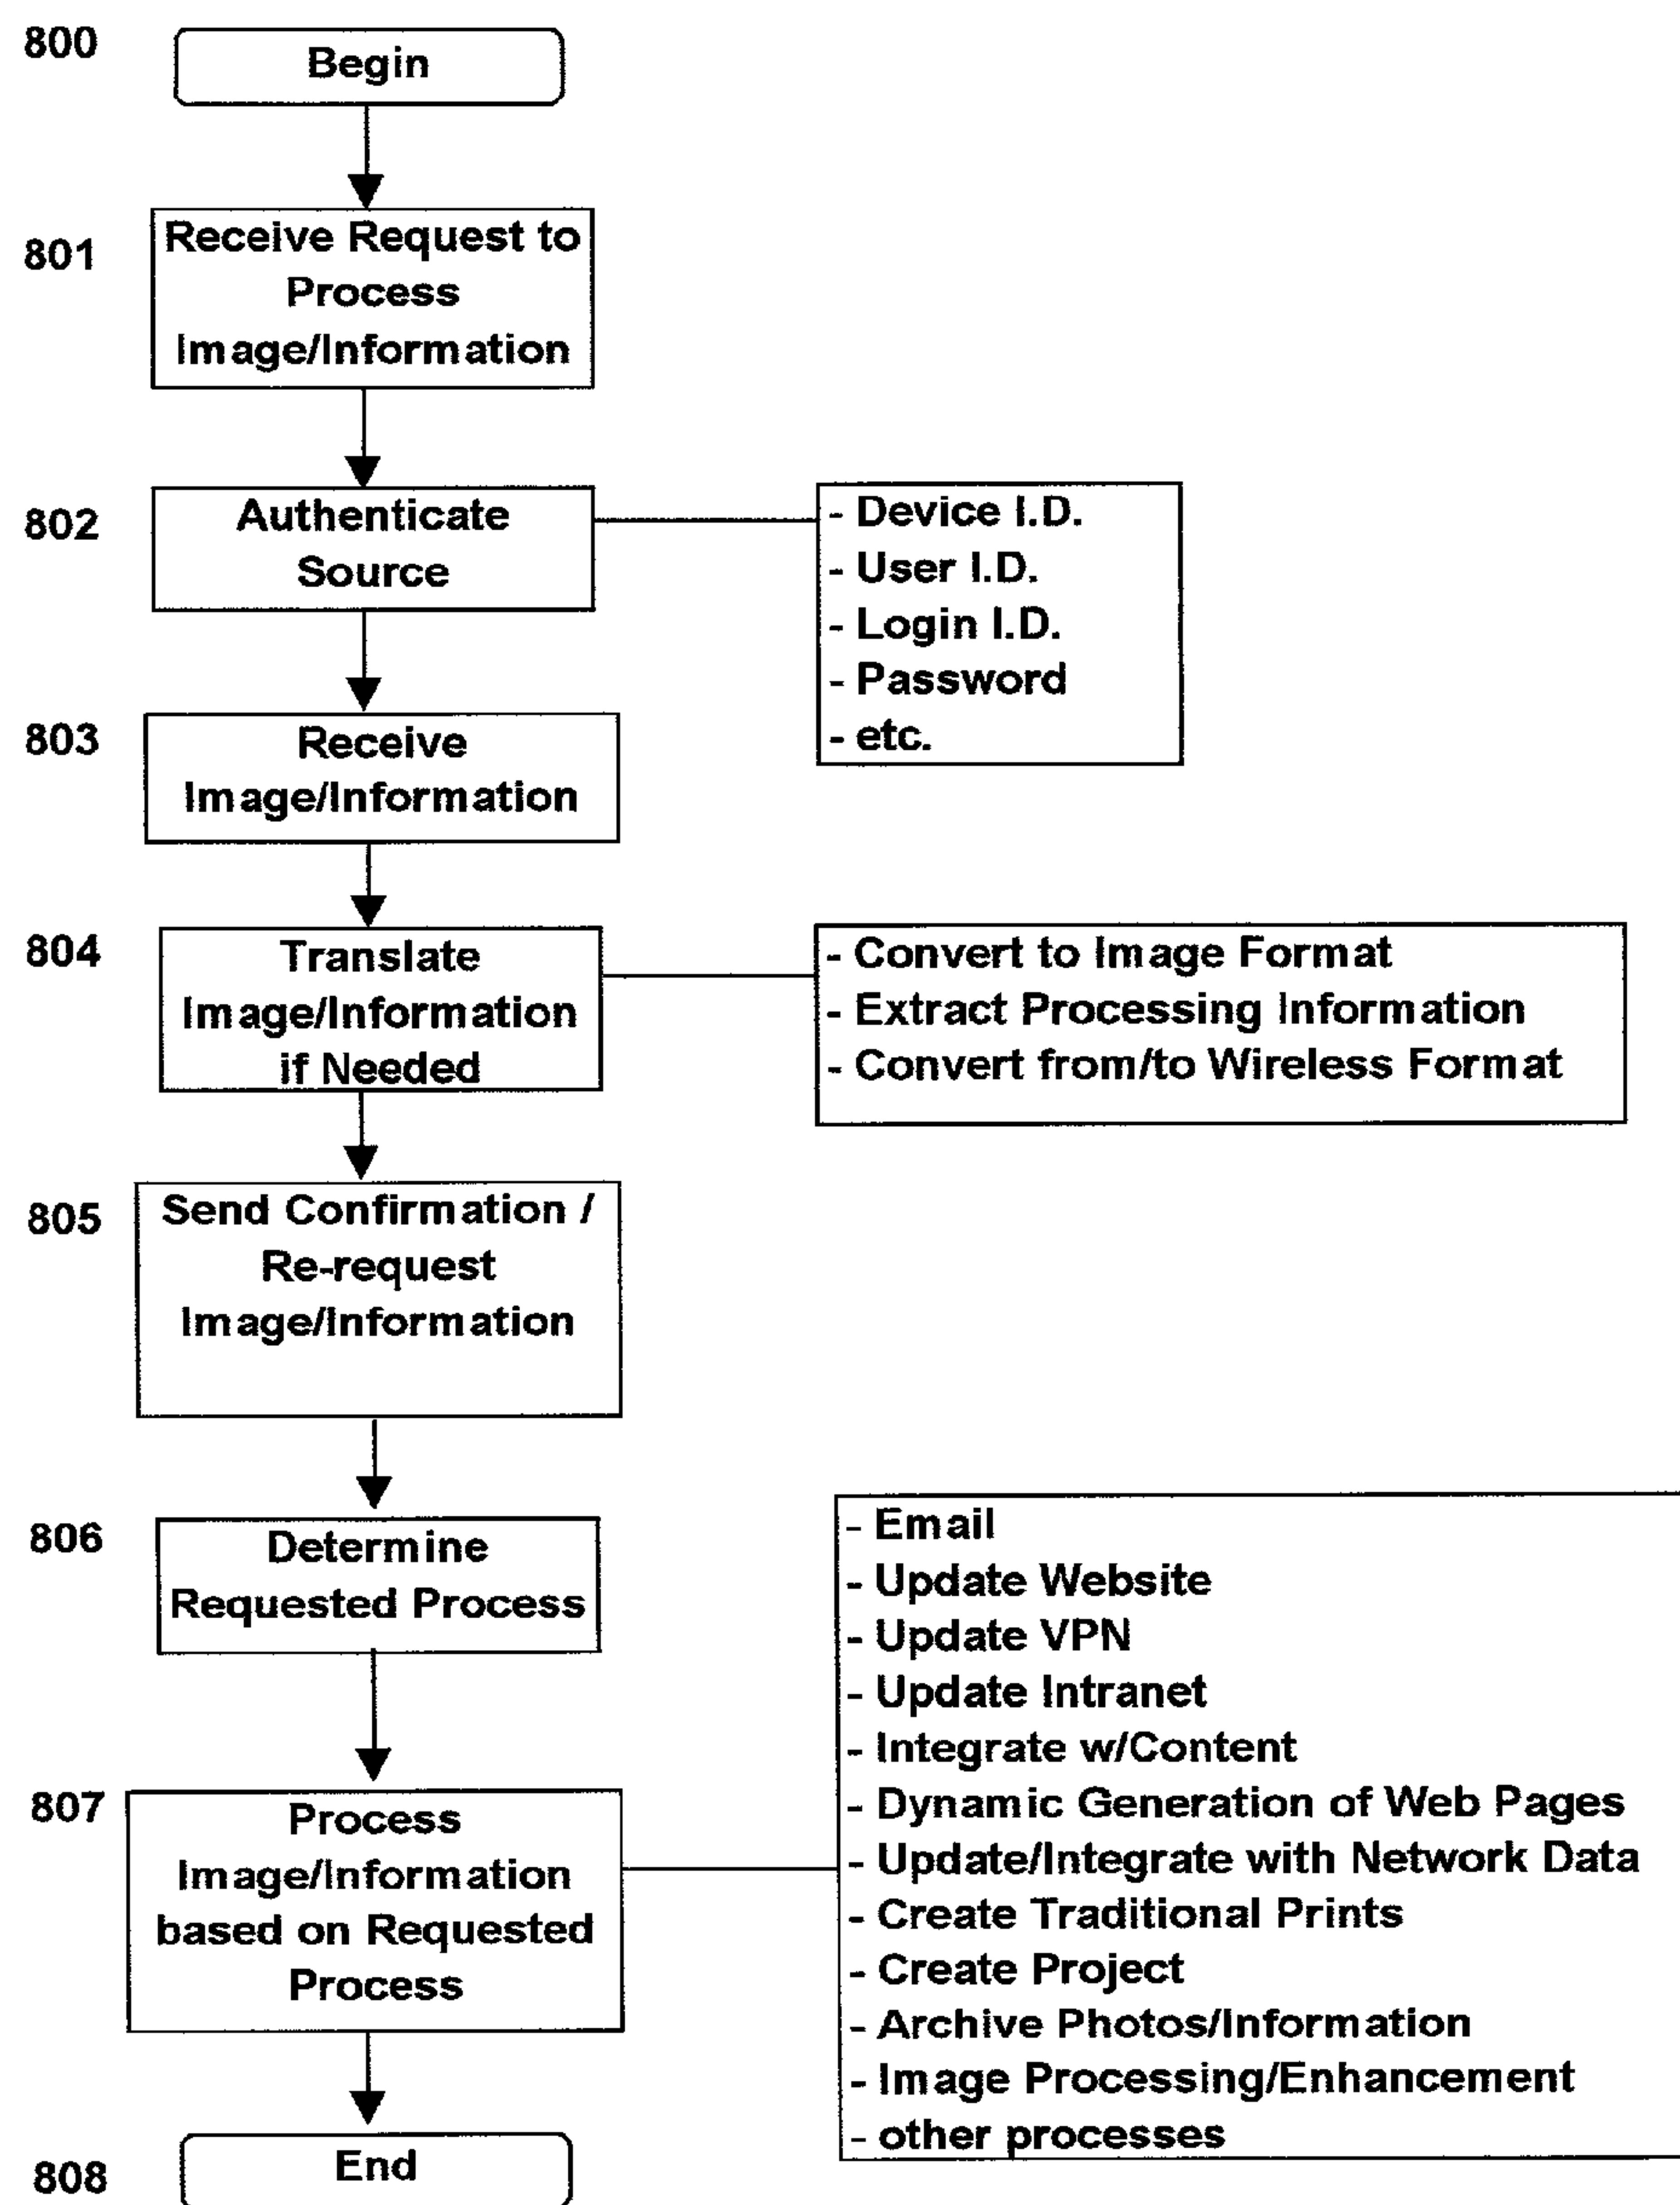 800
Begin
801
Receive Request to
Process
Image/Information
802
Authenticate
Source
- Device I.D.
- User I.D.
- Login I.D.
- Password
- etc.
803
Receive
Image/Information
804
Translate
Image/Information
if Needed
- Convert to Image Format
- Extract Processing Information
- Convert from/to Wireless Format
805
Send Confirmation /
Re-request
Image/Information
806
Determine
Requested Process
807
Process
Image/Information
based on Requested
Process
- Email
- Update Website
- Update VPN
- Update Intranet
- Integrate w/Content
- Dynamic Generation of Web Pages
- Update/Integrate with Network Data
- Create Traditional Prints
- Create Project
- Archive Photos/Information
- Image Processing/Enhancement
- other processes
808
End